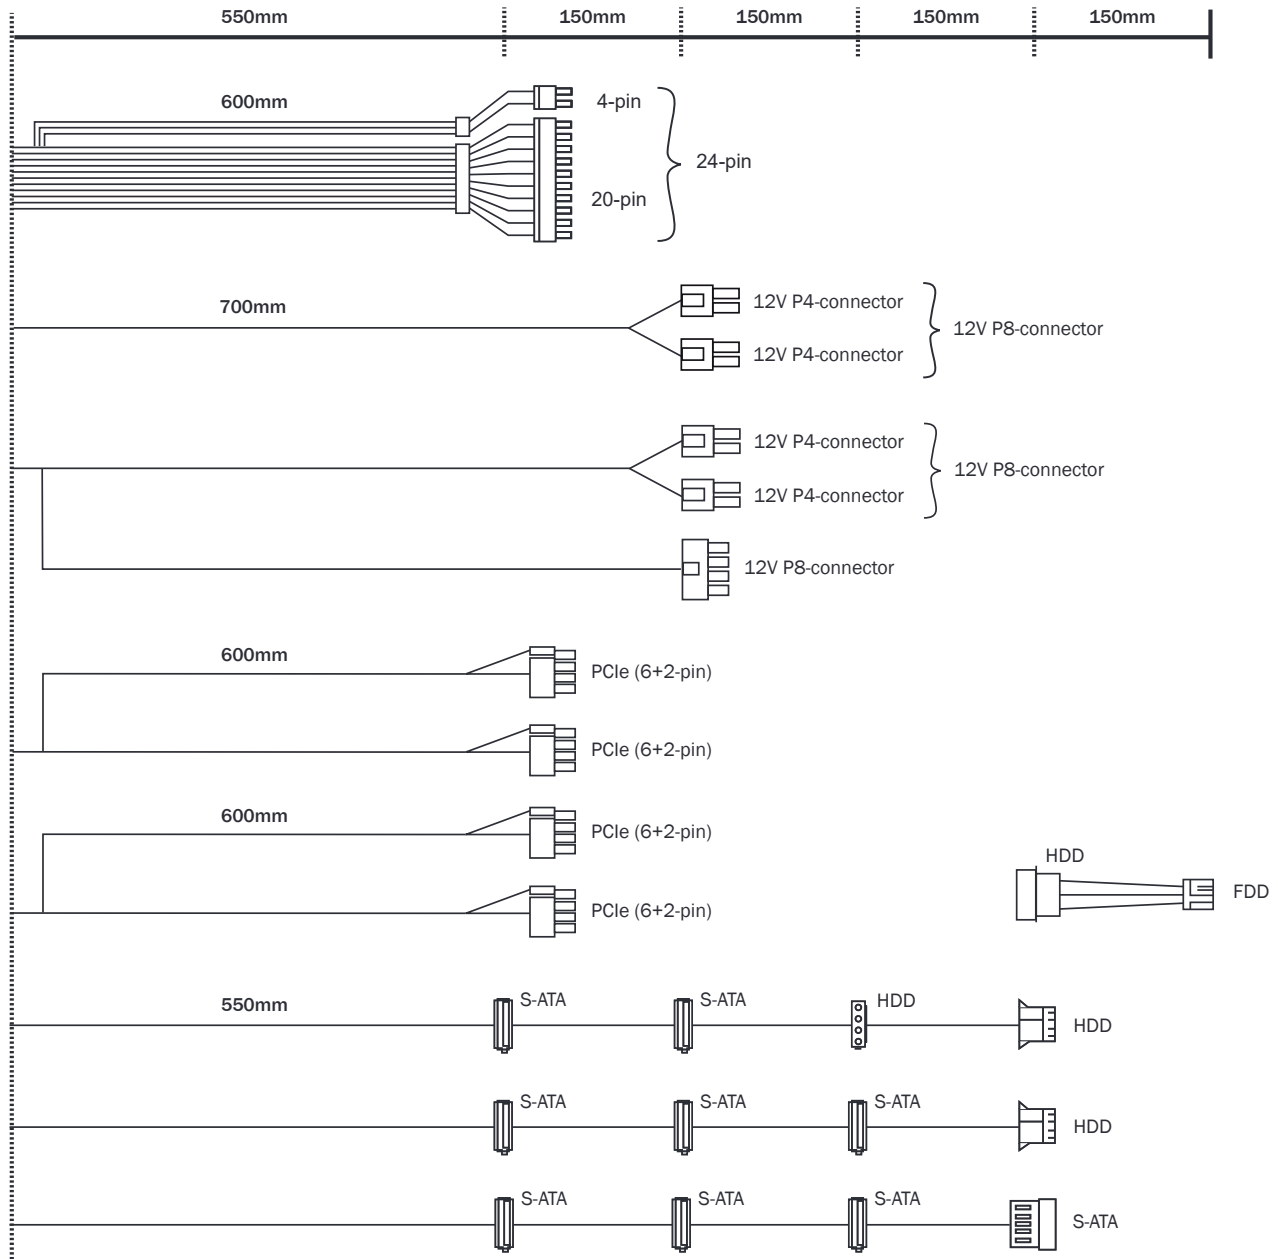 550mm 150mm 150mm 150mm 150mm
600mm
4-pin
24-pin
20-pin
700mm
12V P4-connector
12V P8-connector
12V P4-connector
12V P4-connector
12V P8-connector
12V P4-connector
12V P8-connector
600mm
PCIe (6+2-pin)
PCIe (6+2-pin)
600mm
PCIe (6+2-pin)
HDD
FDD
PCIe (6+2-pin)
550mm
S-ATA S-ATA HDD
HDD
S-ATA S-ATA S-ATA
HDD
S-ATA S-ATA S-ATA
S-ATA